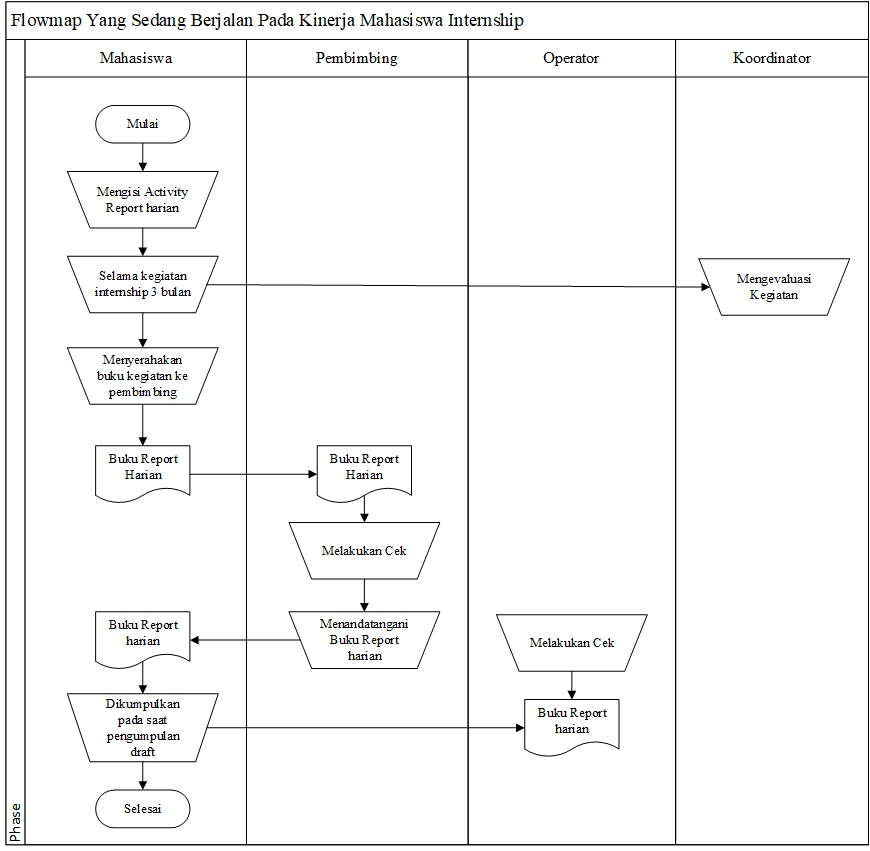 Flowmap Yang Sedang Berjalan Pada Kinerja Mahasiswa Internship
Mahasiswa
Pembimbing
Operator
Koordinator
Mulai
Mengisi Activity
Report harian
Selama kegiatan
internship 3 bulan
Mengevaluasi
Kegiatan
Menyerahakan
buku kegiatan ke
pembimbing
Buku Report
Harian
Buku Report
Harian
Melakukan Cek
Menandatangani
Buku Report
harian
Buku Report
harian
Melakukan Cek
Dikumpulkan
pada saat
pengumpulan
draft
Buku Report
harian
Selesai
Phase